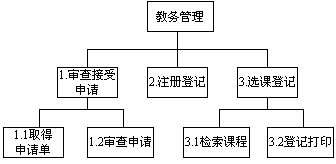 教务管理
1.审查接受
申请
2.注册登记
3.选课登记
1.1取得
申请单
1.2审查申请
3.1检索课程
3.2登记打印